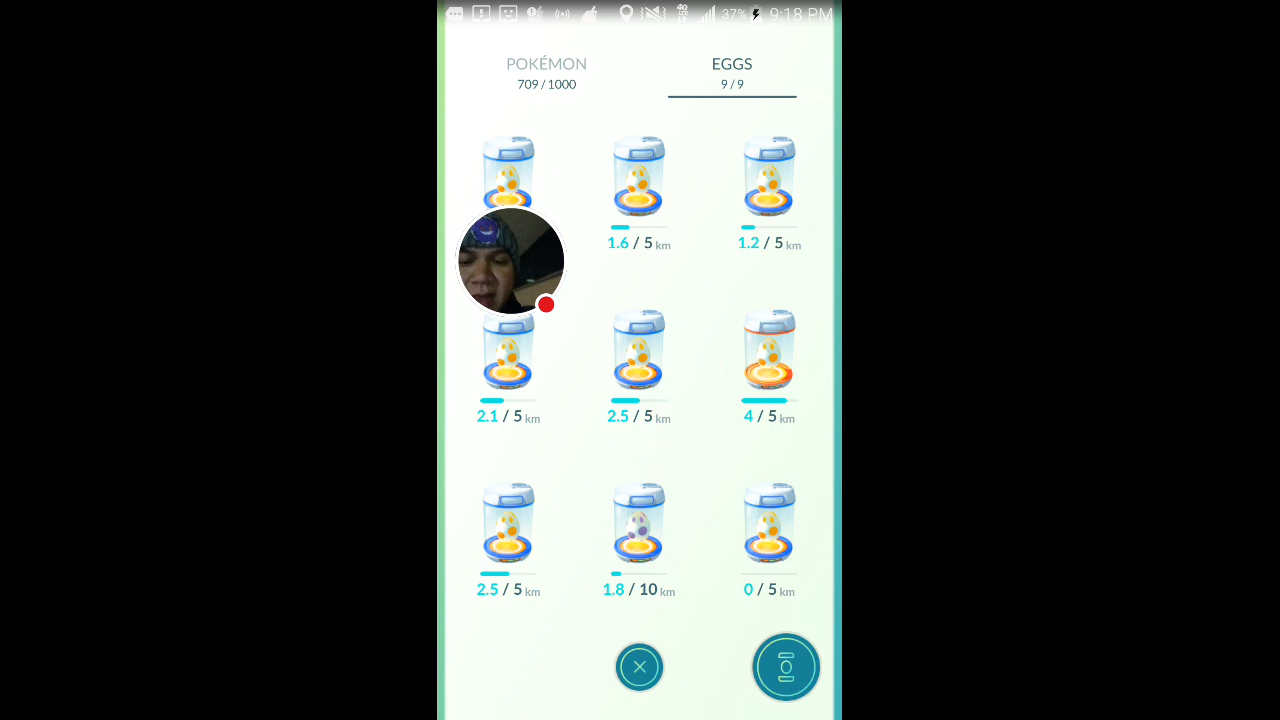 37% 9:18 PM
POKÉMON EGGS
709 / 1000 9 / 9
1.6 / 5 km 1.2 / 5 km
2.1 / 5 km 2.5 / 5 km 4 / 5 km
2.5 / 5 km 1.8 / 10 km 0 / 5 km